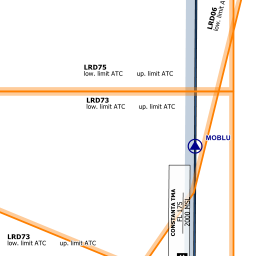 LRD06
low. limit A
LRD75
low. limit ATC up. limit ATC
LRD73
low. limit ATC up. limit ATC
MOBLU
CONSTANTA TMA
FL 175
2000 MSL
LRD73
low. limit ATC up. limit ATC